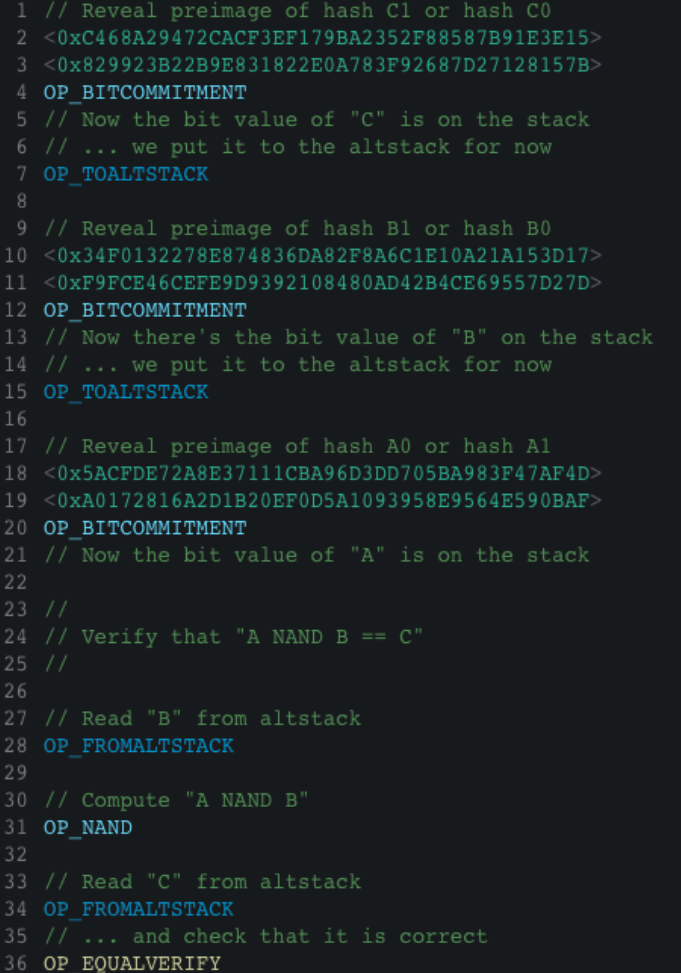 1 // Reveal preimage of hash C1 or hash C0
2 <0xC468A29472CACF3EF179BA2352F88587B91E3E15>
3 <0x829923B22B9E831822E0A783F92687D27128157B>
4 OP_BITCOMMITMENT
5 // Now the bit value of "C" is on the stack
6 // ... we put it to the altstack for now
7 OP_TOALTSTACK
8
9 // Reveal preimage of hash B1 or hash B0
10 <0x34F0132278E874836DA82F8A6C1E10A21A153D17>
11 <0xF9FCE46CEFE9D9392108480AD42B4CE69557D27D>
12 OP_BITCOMMITMENT
13 // Now there's the bit value of "B" on the stack
14 // ... we put it to the altstack for now
15 OP_TOALTSTACK
16
17 // Reveal preimage of hash A0 or hash A1
18 <0x5ACFDE72A8E37111CBA96D3DD705BA983F47AF4D>
19 <0xA0172816A2D1B20EF0D5A1093958E9564E590BAF>
20 OP_BITCOMMITMENT
21 // Now the bit value of "A" is on the stack
22
23 //
24 // Verify that "A NAND B == C"
25 //
26
27 // Read "B" from altstack
28 OP_FROMALTSTACK
29
30 // Compute "A NAND B"
31 OP_NAND
32
33 // Read "C" from altstack
34 OP_FROMALTSTACK
35 // ... and check that it is correct
36 OP_EQUALVERIFY